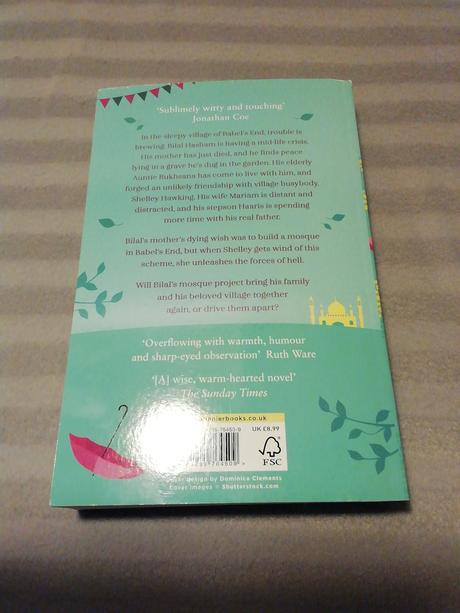 ‘Sublimely witty and touching’
Jonathan Coe
In the sleepy village of Babel's End, trouble is
brewing. Bilal Hasham is having a mid-life crisis.
His mother has just died, and he finds peace
lying in a grave he's dug in the garden. His elderly
Auntie Rukhsana has come to live with him, and
forged an unlikely friendship with village busybody,
Shelley Hawking. His wife Mariam is distant and
distracted, and his stepson Haaris is spending
more time with his real father.
Bilal's mother's dying wish was to build a mosque
in Babel's End, but when Shelley gets wind of this
scheme, she unleashes the forces of hell.
Will Bilal's mosque project bring his family
and his beloved village together
again, or drive them apart?
‘Overflowing with warmth, humour
and sharp-eyed observation’ Ruth Ware
‘[A] wise, warm-hearted novel’
The Sunday Times
UK £8.99
FSC
design by Dominica Clements
Cover images © Shutterstock.com